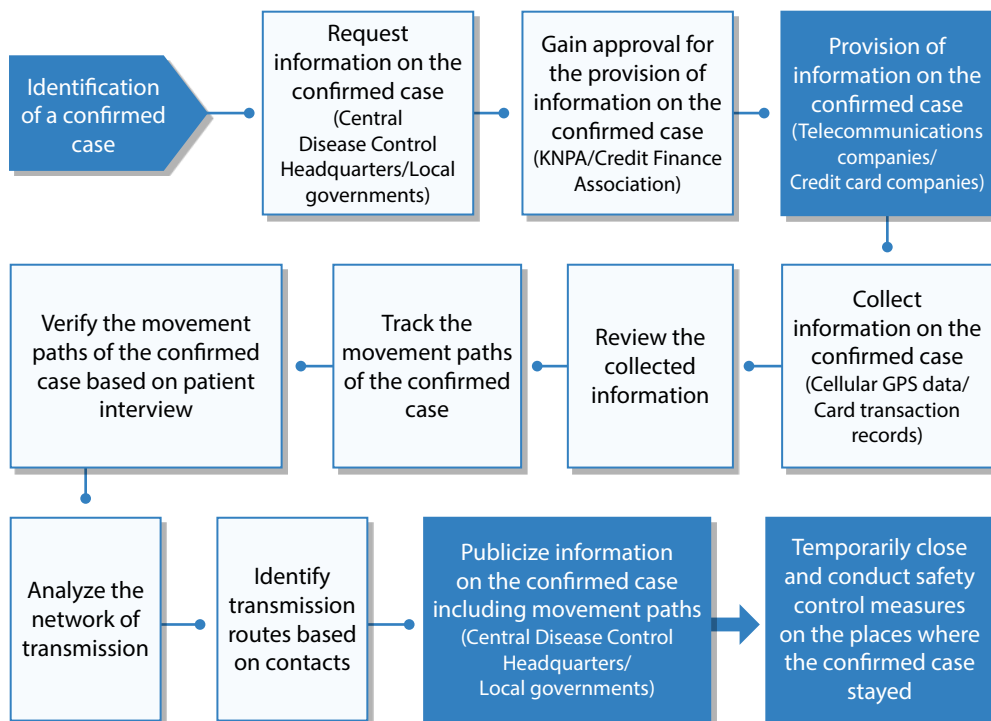 Identification
of a confirmed
case
Request
information on the
confirmed case
(Central
Disease Control
Headquarters/Local
governments)
Gain approval for
the provision of
information on the
confirmed case
(KNPA/Credit Finance
Association)
Provision of
information on the
confirmed case
(Telecommunications
companies/
Credit card companies)
Verify the movement
paths of the confirmed
case based on patient
interview
Track the
movement paths
of the confirmed
case
Review the
collected
information
Collect
information on the
confirmed case
(Cellular GPS data/
Card transaction
records)
Analyze the
network of
transmission
Identify
transmission
routes based
on contacts
Publicize information
on the confirmed case
including movement paths
(Central Disease Control
Headquarters/
Local governments)
Temporarily close
and conduct safety
control measures
on the places where
the confirmed case
stayed